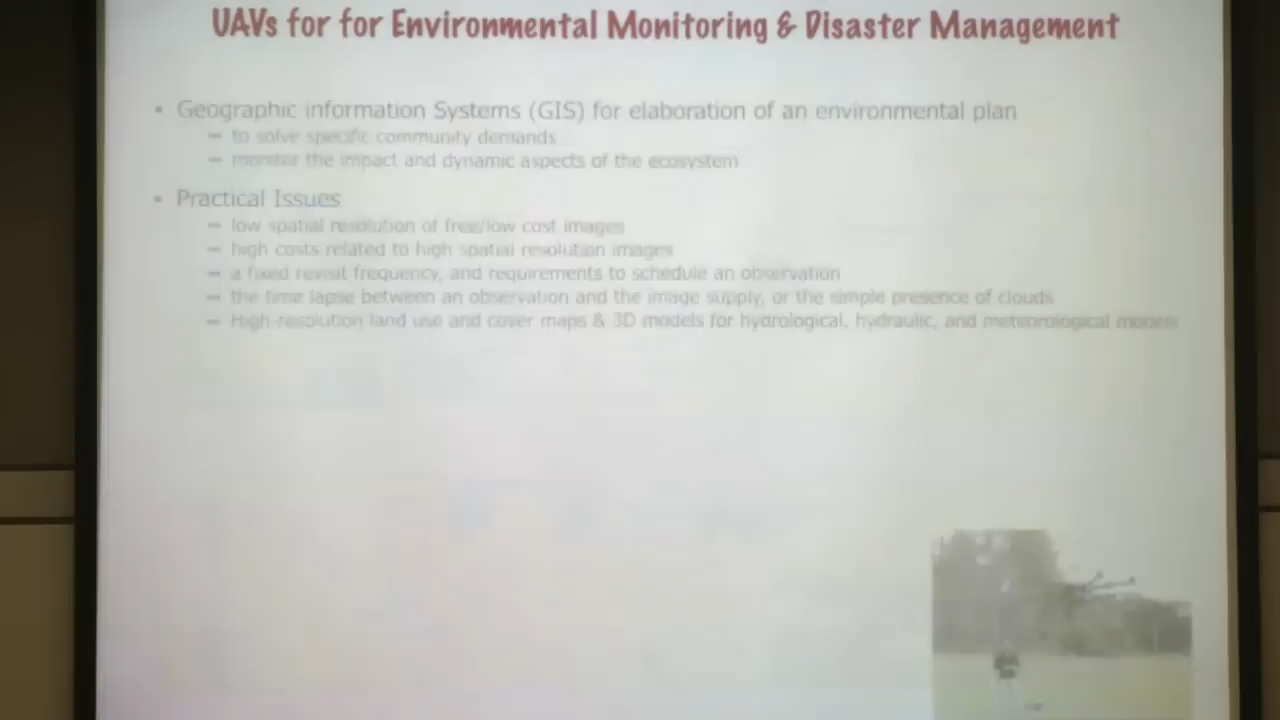 UAVs for for Environmental Monitoring & Disaster Management
• Geographic information Systems (GIS) for elaboration of an environmental plan
– to solve specific community demands
– monitor the impact and dynamic aspects of the ecosystem
• Practical Issues
– low spatial resolution of free/low cost images
– high costs related to high spatial resolution images
– a fixed revisit frequency, and requirements to schedule an observation
– the time lapse between an observation and the image supply, or the simple presence of clouds
– High-resolution land use and cover maps & 3D models for hydrological, hydraulic, and meteorological models